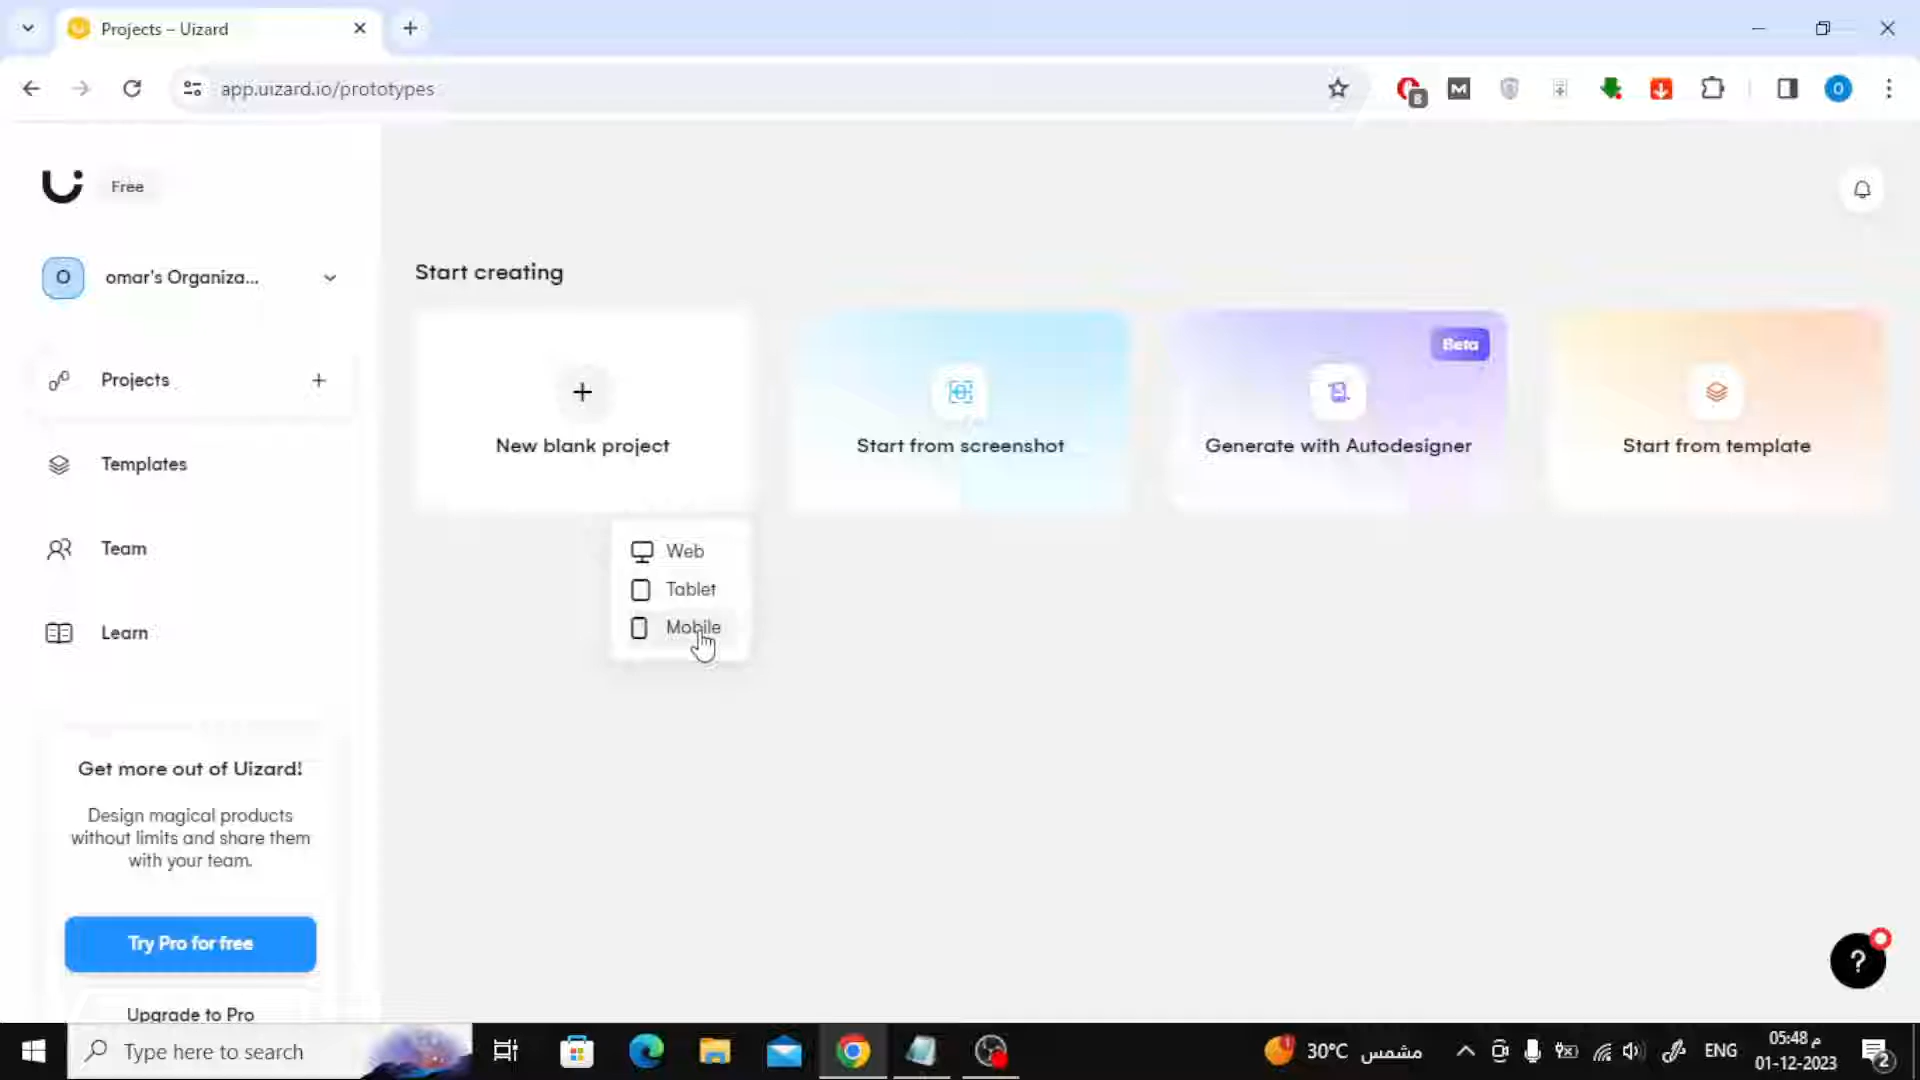 Projects – Uizard
app.uizard.io/prototypes
8
O
Free
O
omar's Organiza...
Projects
Templates
Team
Learn
Get more out of Uizard!
Design magical products
without limits and share them
with your team.
Try Pro for free
Upgrade to Pro
Start creating
New blank project
Start from screenshot
Beta
Generate with Autodesigner
Start from template
Web
Tablet
Mobile
?
Type here to search
30°C مشمس
ENG
05:48 م
01-12-2023
2